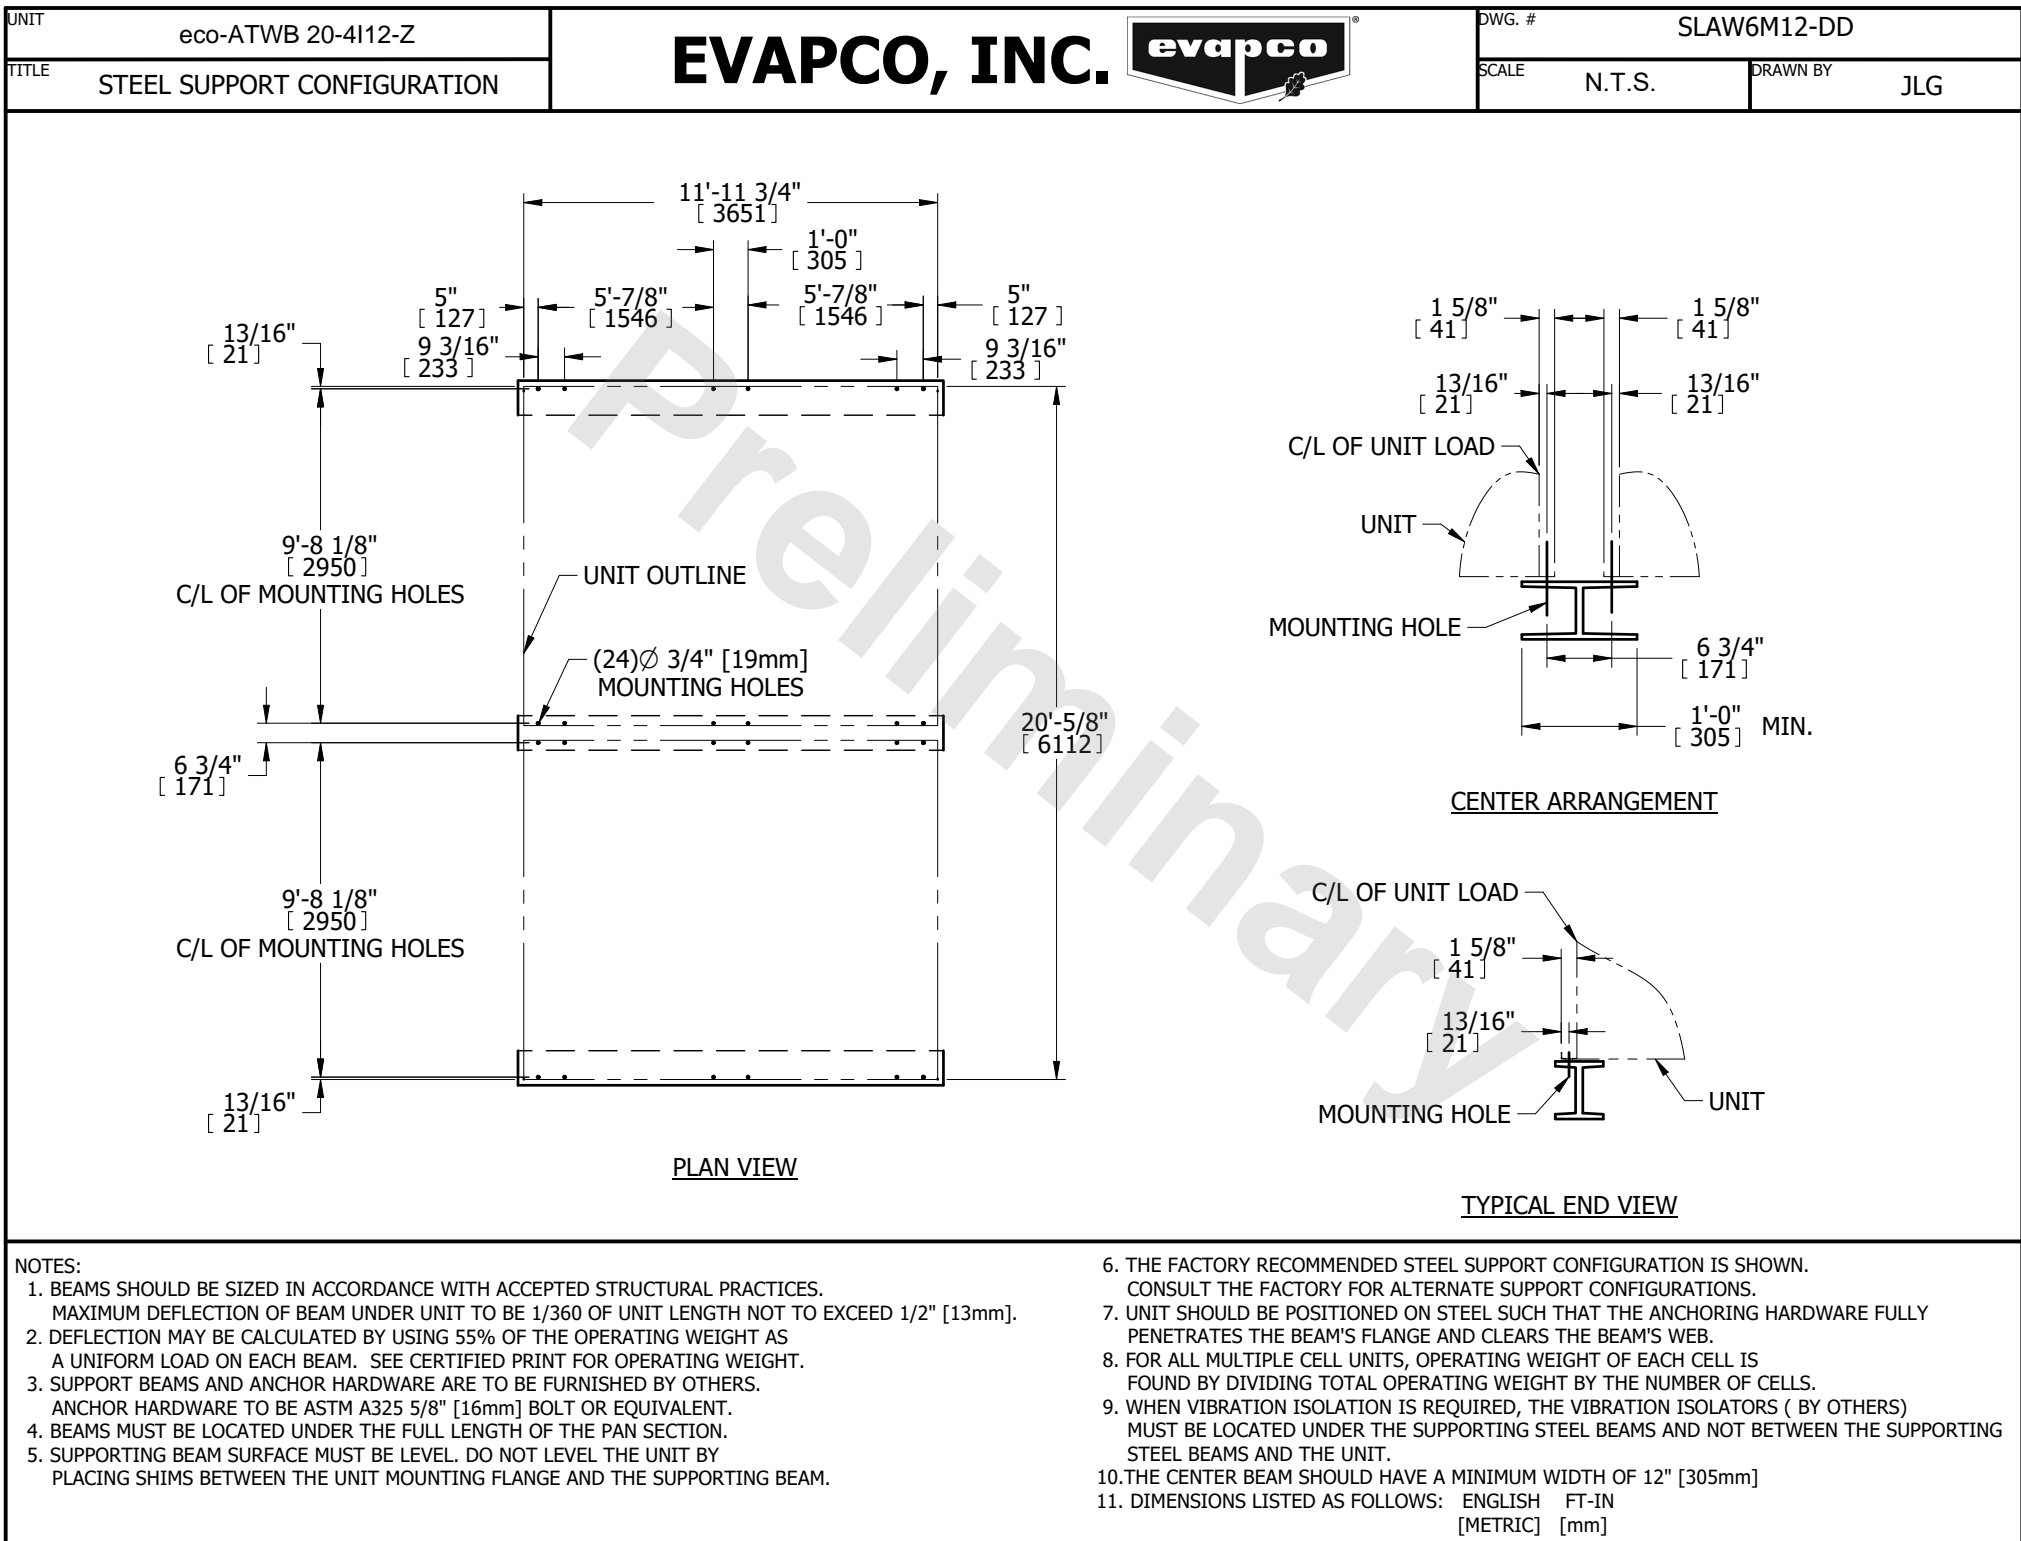 UNIT
eco-ATWB 20-4I12-Z
TITLE
STEEL SUPPORT CONFIGURATION
EVAPCO, INC.
evapco
®
DWG. #
SLAW6M12-DD
SCALE
N.T.S.
DRAWN BY
JLG
11'-11 3/4"
[ 3651]
1'-0"
[ 305 ]
5"
[ 127]
5'-7/8"
[ 1546 ]
5'-7/8"
[ 1546 ]
5"
[ 127 ]
13/16"
[ 21]
9 3/16"
[ 233 ]
9 3/16"
[ 233 ]
9'-8 1/8"
[ 2950]
C/L OF MOUNTING HOLES
UNIT OUTLINE
(24)Ø 3/4" [19mm]
MOUNTING HOLES
6 3/4"
[ 171]
20'-5/8"
[ 6112]
9'-8 1/8"
[ 2950]
C/L OF MOUNTING HOLES
13/16"
[ 21]
PLAN VIEW
1 5/8"
[ 41]
1 5/8"
[ 41]
13/16"
[ 21]
13/16"
[ 21]
C/L OF UNIT LOAD
UNIT
MOUNTING HOLE
6 3/4"
[ 171]
1'-0"
[ 305] MIN.
CENTER ARRANGEMENT
C/L OF UNIT LOAD
1 5/8"
[ 41]
13/16"
[ 21]
MOUNTING HOLE
UNIT
TYPICAL END VIEW
Preliminary
NOTES:
1. BEAMS SHOULD BE SIZED IN ACCORDANCE WITH ACCEPTED STRUCTURAL PRACTICES.
MAXIMUM DEFLECTION OF BEAM UNDER UNIT TO BE 1/360 OF UNIT LENGTH NOT TO EXCEED 1/2" [13mm].
2. DEFLECTION MAY BE CALCULATED BY USING 55% OF THE OPERATING WEIGHT AS
A UNIFORM LOAD ON EACH BEAM. SEE CERTIFIED PRINT FOR OPERATING WEIGHT.
3. SUPPORT BEAMS AND ANCHOR HARDWARE ARE TO BE FURNISHED BY OTHERS.
ANCHOR HARDWARE TO BE ASTM A325 5/8" [16mm] BOLT OR EQUIVALENT.
4. BEAMS MUST BE LOCATED UNDER THE FULL LENGTH OF THE PAN SECTION.
5. SUPPORTING BEAM SURFACE MUST BE LEVEL. DO NOT LEVEL THE UNIT BY
PLACING SHIMS BETWEEN THE UNIT MOUNTING FLANGE AND THE SUPPORTING BEAM.
6. THE FACTORY RECOMMENDED STEEL SUPPORT CONFIGURATION IS SHOWN.
CONSULT THE FACTORY FOR ALTERNATE SUPPORT CONFIGURATIONS.
7. UNIT SHOULD BE POSITIONED ON STEEL SUCH THAT THE ANCHORING HARDWARE FULLY
PENETRATES THE BEAM'S FLANGE AND CLEARS THE BEAM'S WEB.
8. FOR ALL MULTIPLE CELL UNITS, OPERATING WEIGHT OF EACH CELL IS
FOUND BY DIVIDING TOTAL OPERATING WEIGHT BY THE NUMBER OF CELLS.
9. WHEN VIBRATION ISOLATION IS REQUIRED, THE VIBRATION ISOLATORS ( BY OTHERS)
MUST BE LOCATED UNDER THE SUPPORTING STEEL BEAMS AND NOT BETWEEN THE SUPPORTING
STEEL BEAMS AND THE UNIT.
10.THE CENTER BEAM SHOULD HAVE A MINIMUM WIDTH OF 12" [305mm]
11. DIMENSIONS LISTED AS FOLLOWS: ENGLISH FT-IN
[METRIC] [mm]